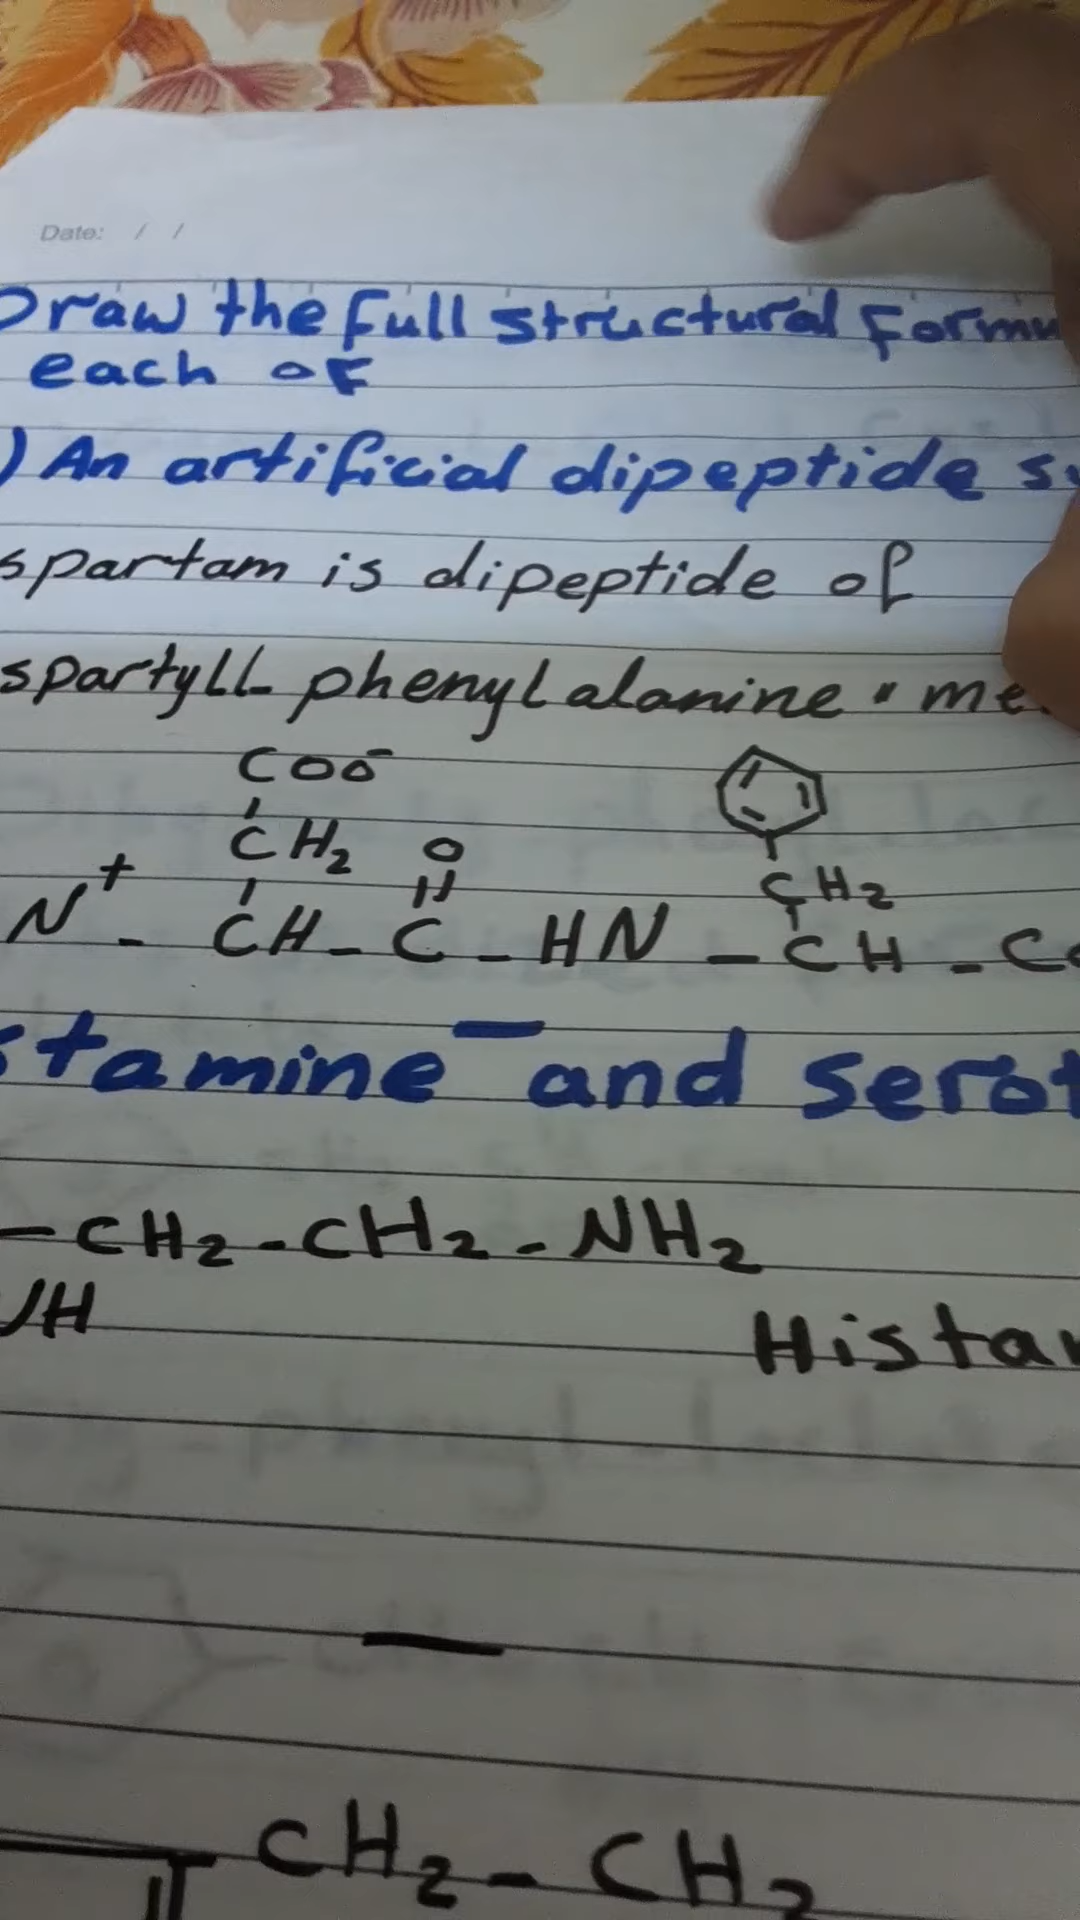 Date: / /
Draw the full structural formu
each of
) An artificial dipeptide s
spartam is dipeptide of
spartyll phenylalanine . me
COO-
CH2 O
N+ - CH - C - HN - CH - C
CH2
stamine and serot
-CH2-CH2-NH2
NH
Hista
CH2-CH2